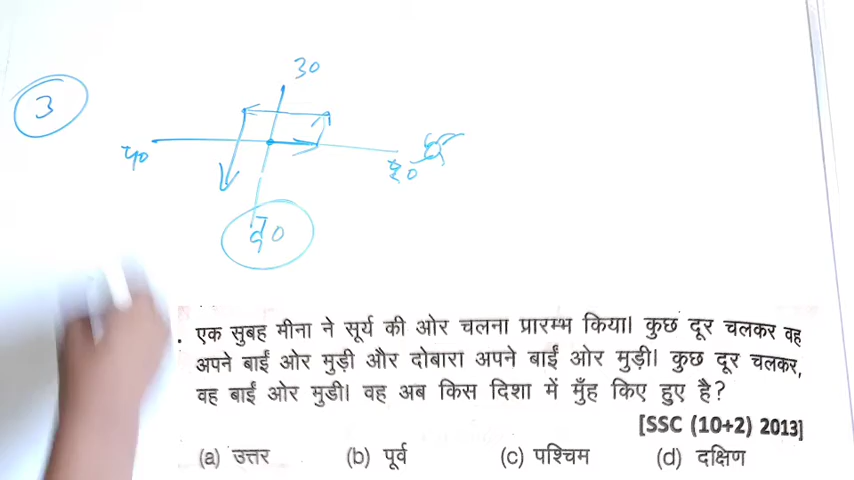 3
30
उ०
पू०
द०
. एक सुबह मीना ने सूर्य की ओर चलना प्रारम्भ किया। कुछ दूर चलकर वह
अपने बाईं ओर मुड़ी और दोबारा अपने बाईं ओर मुड़ी। कुछ दूर चलकर,
वह बाईं ओर मुडी। वह अब किस दिशा में मुँह किए हुए है?
[SSC (10+2) 2013]
(a) उत्तर (b) पूर्व (c) पश्चिम (d) दक्षिण